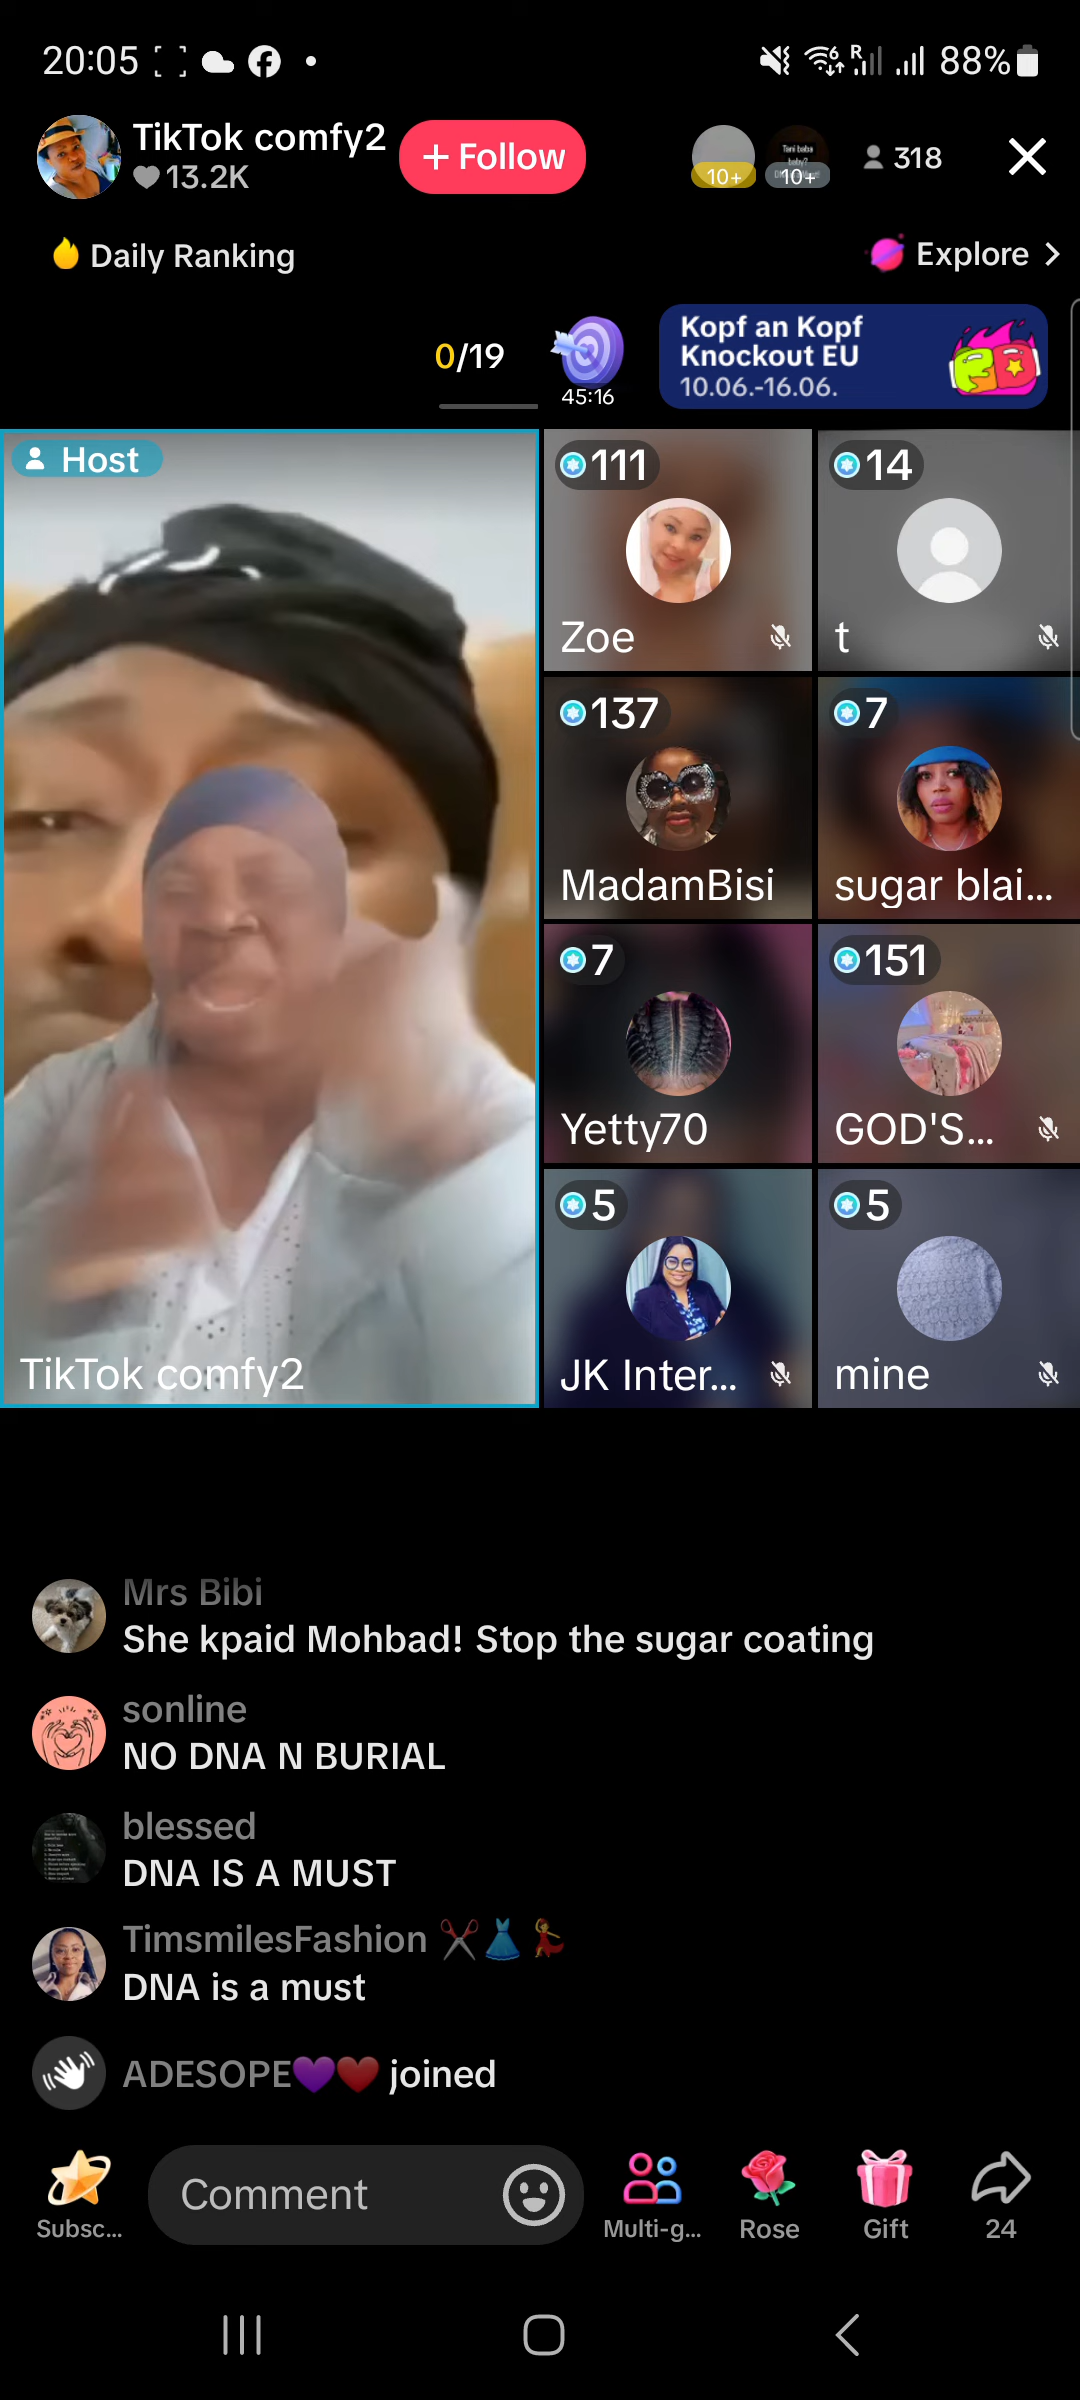 20:05
88%
TikTok comfy2
13.2K
+ Follow
10+
10+
318
Daily Ranking
Explore
0/19
45:16
Kopf an Kopf
Knockout EU
10.06.-16.06.
Host
TikTok comfy2
111
Zoe
14
t
137
MadamBisi
7
sugar blai...
7
Yetty70
151
GOD'S...
5
JK Inter...
5
mine
Mrs Bibi
She kpaid Mohbad! Stop the sugar coating
sonline
NO DNA N BURIAL
blessed
DNA IS A MUST
TimsmilesFashion ✂️👗💃
DNA is a must
ADESOPE💜❤️ joined
Subsc...
Comment
Multi-g...
Rose
Gift
24